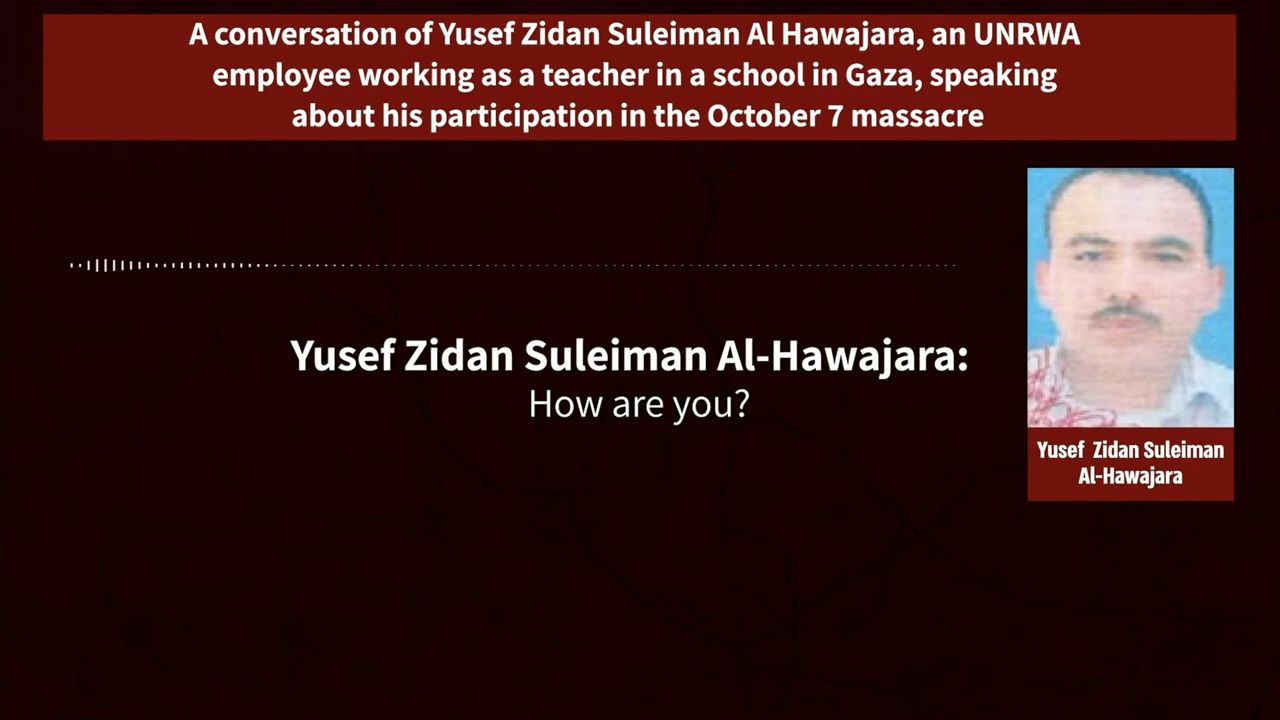 A conversation of Yusef Zidan Suleiman Al Hawajara, an UNRWA
employee working as a teacher in a school in Gaza, speaking
about his participation in the October 7 massacre
Yusef Zidan Suleiman Al-Hawajara:
How are you?
Yusef Zidan Suleiman
Al-Hawajara